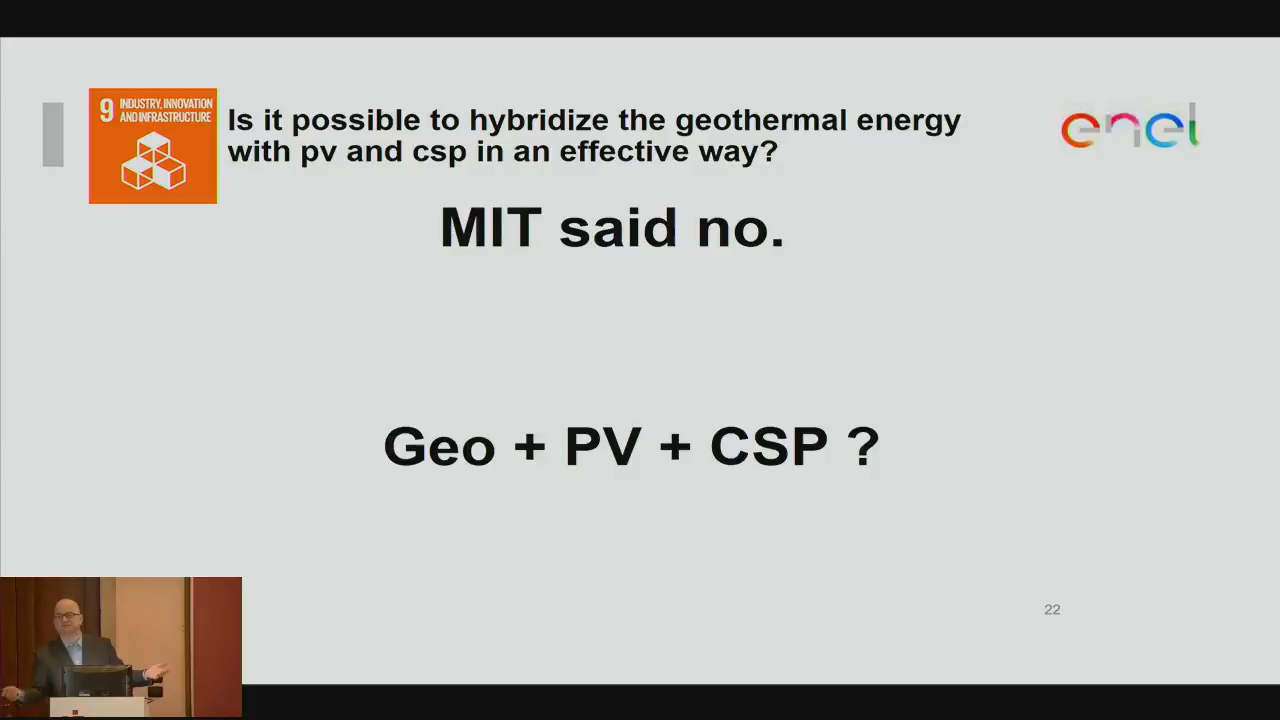 9 INDUSTRY, INNOVATION
AND INFRASTRUCTURE
Is it possible to hybridize the geothermal energy
with pv and csp in an effective way?
enel
MIT said no.
Geo + PV + CSP ?
22